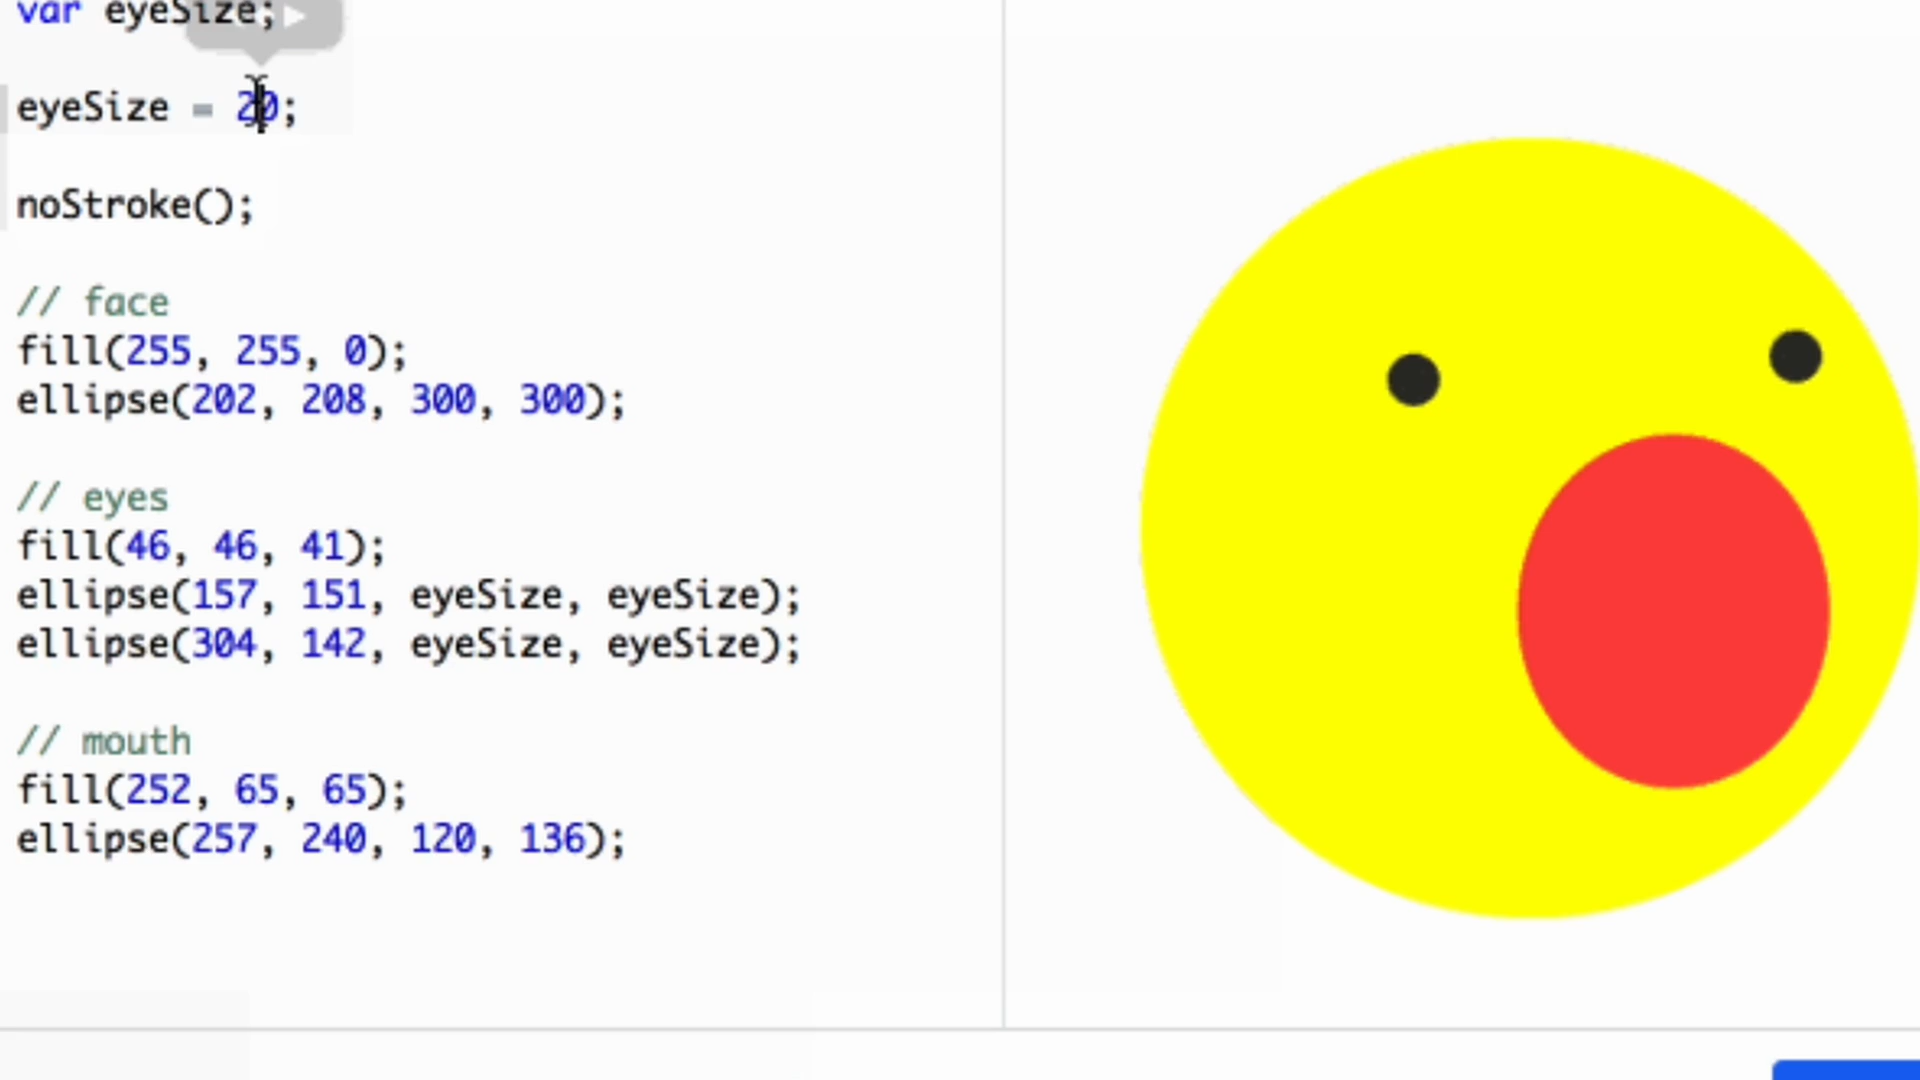 var eyeSize;
eyeSize = 20;
noStroke();
// face
fill(255, 255, 0);
ellipse(202, 208, 300, 300);
// eyes
fill(46, 46, 41);
ellipse(157, 151, eyeSize, eyeSize);
ellipse(304, 142, eyeSize, eyeSize);
// mouth
fill(252, 65, 65);
ellipse(257, 240, 120, 136);